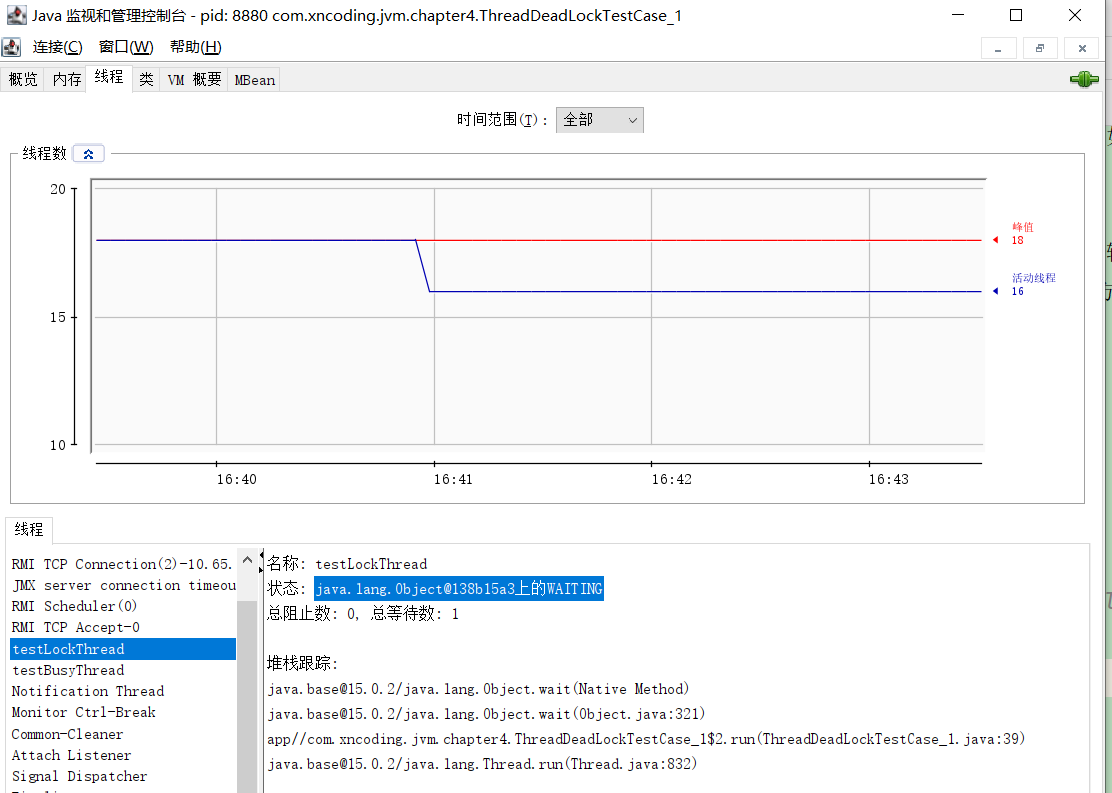 Java 监视和管理控制台 - pid: 8880 com.xncoding.jvm.chapter4.ThreadDeadLockTestCase_1
连接(C) 窗口(W) 帮助(H)
概览 内存 线程 类 VM 概要 MBean
时间范围(T): 全部
线程数
20
15
10
峰值
18
活动线程
16
16:40 16:41 16:42 16:43
线程
RMI TCP Connection(2)-10.65.
JMX server connection timeou
RMI Scheduler(0)
RMI TCP Accept-0
testLockThread
testBusyThread
Notification Thread
Monitor Ctrl-Break
Common-Cleaner
Attach Listener
Signal Dispatcher
名称: testLockThread
状态: java.lang.Object@138b15a3上的WAITING
总阻止数: 0, 总等待数: 1
堆栈跟踪:
java.base@15.0.2/java.lang.Object.wait(Native Method)
java.base@15.0.2/java.lang.Object.wait(Object.java:321)
app//com.xncoding.jvm.chapter4.ThreadDeadLockTestCase_1$2.run(ThreadDeadLockTestCase_1.java:39)
java.base@15.0.2/java.lang.Thread.run(Thread.java:832)